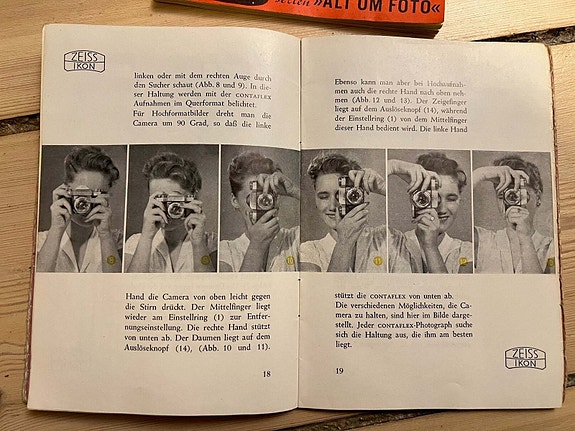 seiten »ALT UM FOTO«
ZEISS
IKON
linken oder mit dem rechten Auge durch
den Sucher schaut (Abb. 8 und 9). In die-
ser Haltung werden mit der CONTAFLEX
Aufnahmen im Querformat belichtet.
Für Hochformatbilder dreht man die
Camera um 90 Grad, so daß die linke
Hand die Camera von oben leicht gegen
die Stirn drückt. Der Mittelfinger liegt
wieder am Einstellring (1) zur Entfer-
nungseinstellung. Die rechte Hand stützt
von unten ab. Der Daumen liegt auf dem
Auslöseknopf (14), (Abb. 10 und 11).
18
Ebenso kann man aber bei Hochaufnah-
men auch die rechte Hand nach oben neh-
men (Abb. 12 und 13). Der Zeigefinger
liegt auf dem Auslöseknopf (14), während
der Einstellring (1) von dem Mittelfinger
dieser Hand bedient wird. Die linke Hand
stützt die CONTAFLEX von unten ab.
Die verschiedenen Möglichkeiten, die Ca-
mera zu halten, sind hier im Bilde darge-
stellt. Jeder CONTAFLEX-Photograph suche
sich die Haltung aus, die ihm am besten
liegt.
19
ZEISS
IKON